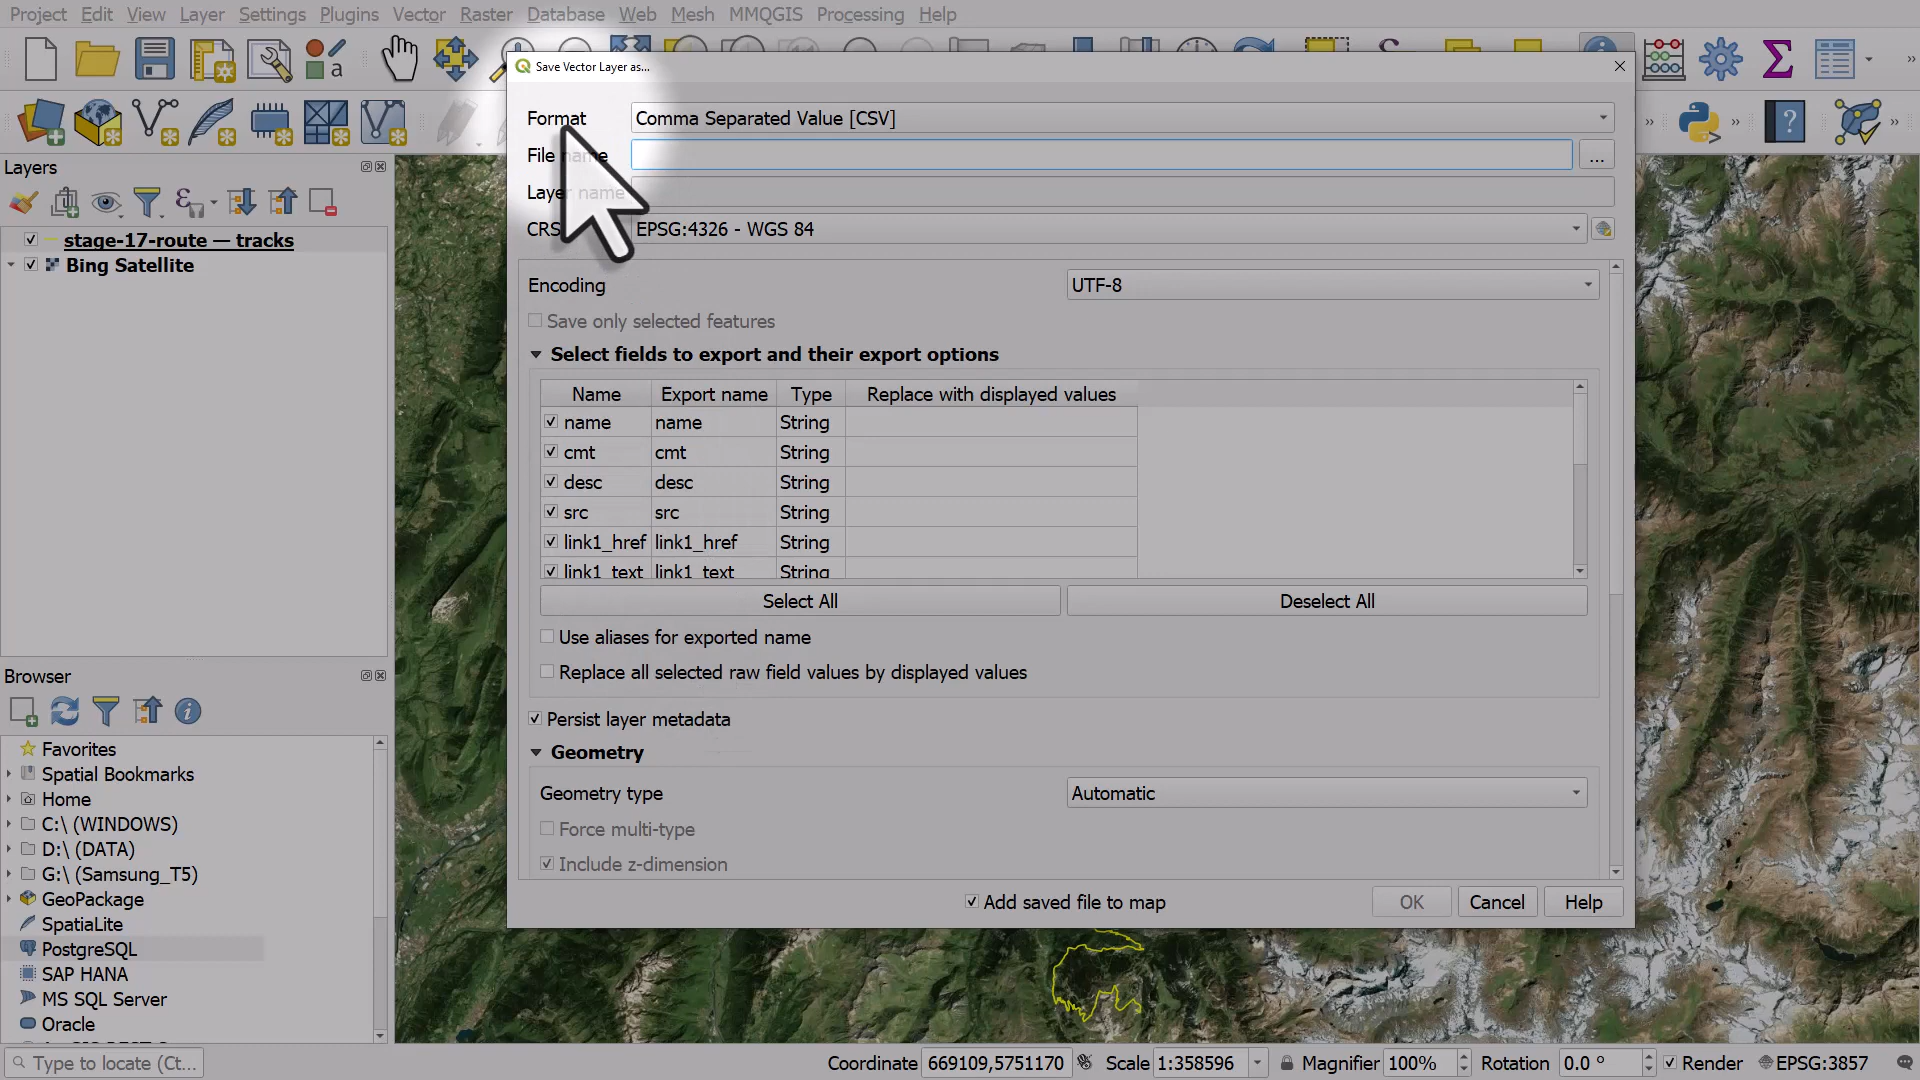 Project Edit View Layer Settings Plugins Vector Raster Database Web Mesh MMQGIS Processing Help
Save Vector Layer as...
Format Comma Separated Value [CSV]
File name ...
Layer name
CRS EPSG:4326 - WGS 84
Encoding UTF-8
Save only selected features
Select fields to export and their export options
Name Export name Type Replace with displayed values
name name String
cmt cmt String
desc desc String
src src String
link1_href link1_href String
link1_text link1_text String
Select All Deselect All
Use aliases for exported name
Replace all selected raw field values by displayed values
Persist layer metadata
Geometry
Geometry type Automatic
Force multi-type
Include z-dimension
Add saved file to map OK Cancel Help
Layers
stage-17-route — tracks
Bing Satellite
Browser
Favorites
Spatial Bookmarks
Home
C:\ (WINDOWS)
D:\ (DATA)
G:\ (Samsung_T5)
GeoPackage
SpatiaLite
PostgreSQL
SAP HANA
MS SQL Server
Oracle
Type to locate (Ct...
Coordinate 669109,5751170 Scale 1:358596 Magnifier 100% Rotation 0.0 ° Render EPSG:3857